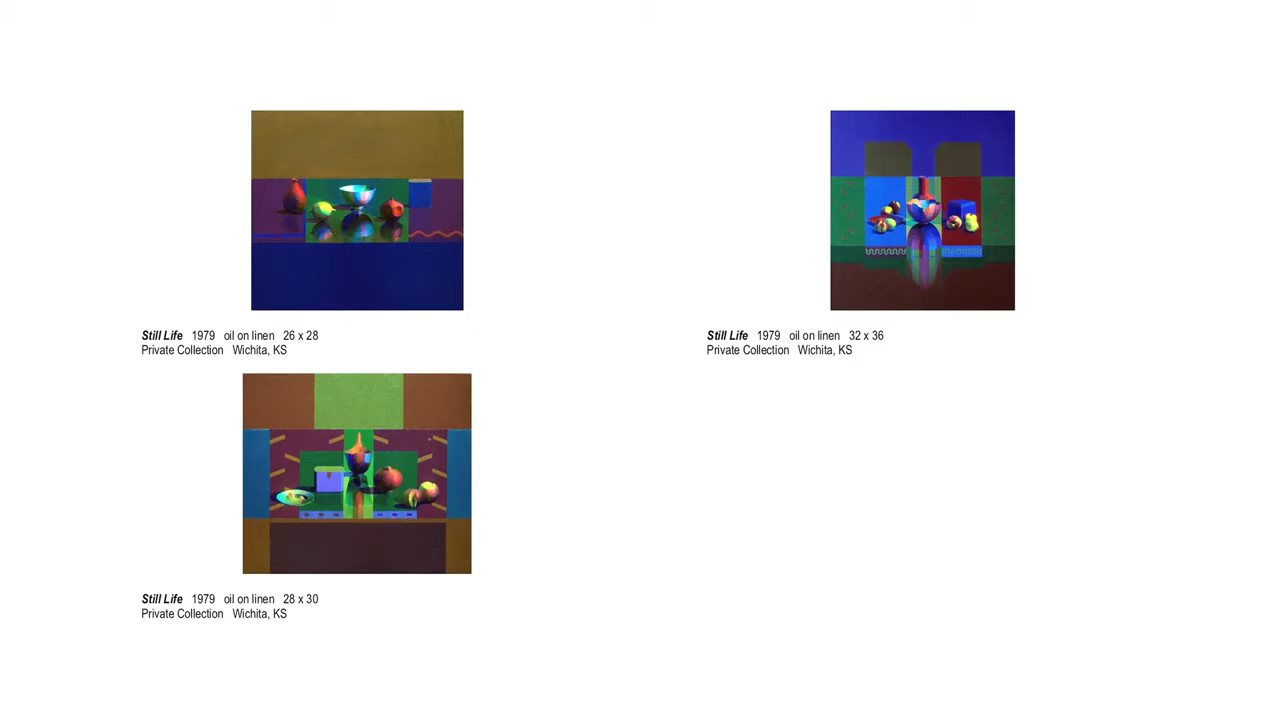 Still Life 1979 oil on linen 26 x 28
Private Collection Wichita, KS
Still Life 1979 oil on linen 32 x 36
Private Collection Wichita, KS
Still Life 1979 oil on linen 28 x 30
Private Collection Wichita, KS